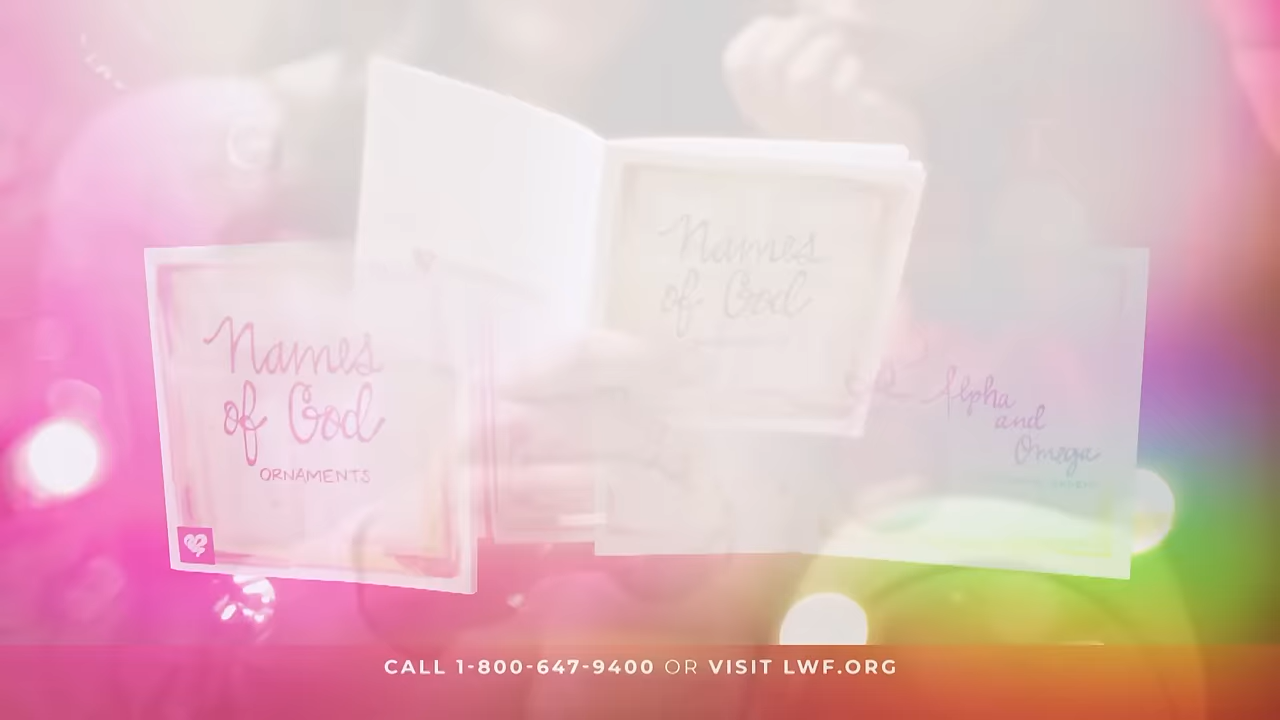 Names
of God
Names
of God
ORNAMENTS
Alpha
and
Omega
CALL 1-800-647-9400 OR VISIT LWF.ORG